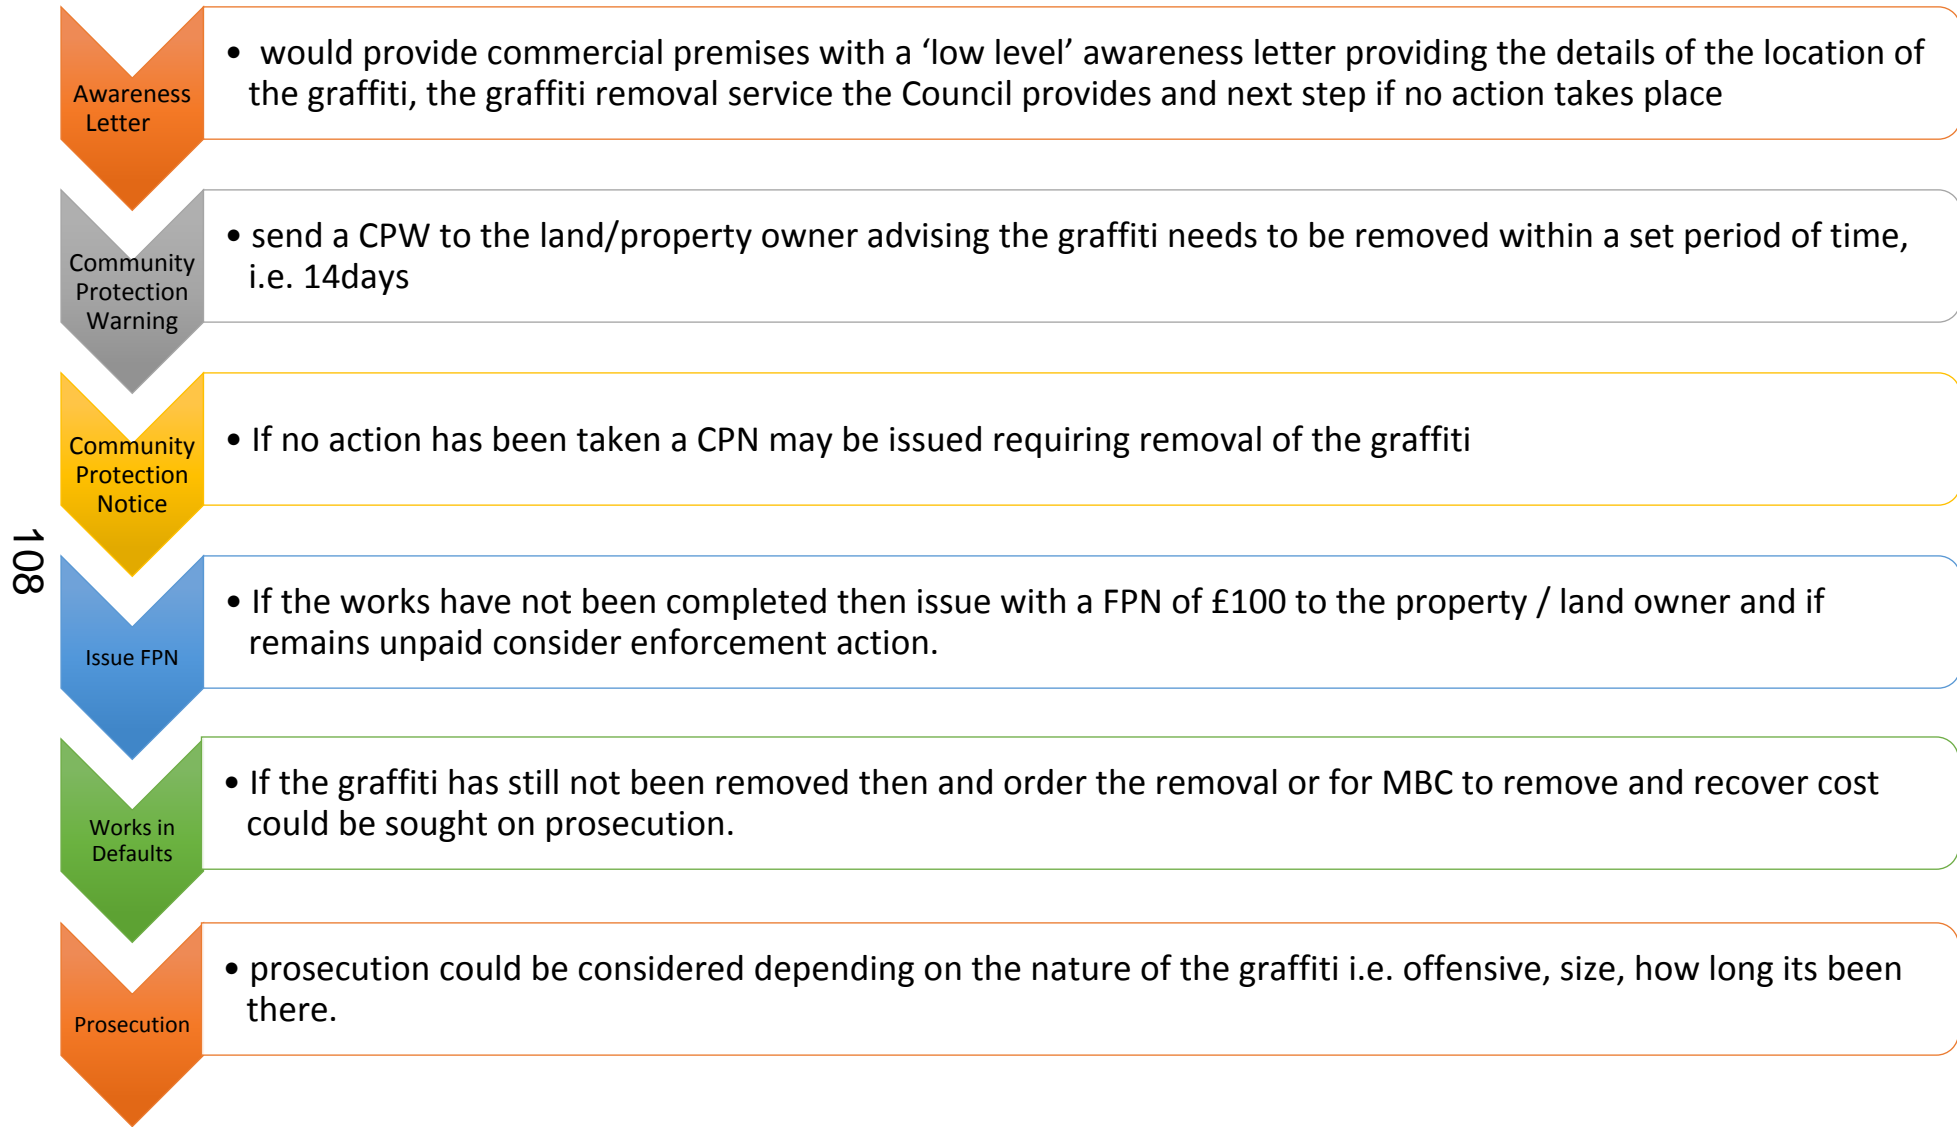 Awareness
Letter
• would provide commercial premises with a ‘low level’ awareness letter providing the details of the location of
the graffiti, the graffiti removal service the Council provides and next step if no action takes place
Community
Protection
Warning
• send a CPW to the land/property owner advising the graffiti needs to be removed within a set period of time,
i.e. 14days
Community
Protection
Notice
• If no action has been taken a CPN may be issued requiring removal of the graffiti
108
Issue FPN
• If the works have not been completed then issue with a FPN of £100 to the property / land owner and if
remains unpaid consider enforcement action.
Works in
Defaults
• If the graffiti has still not been removed then and order the removal or for MBC to remove and recover cost
could be sought on prosecution.
Prosecution
• prosecution could be considered depending on the nature of the graffiti i.e. offensive, size, how long its been
there.